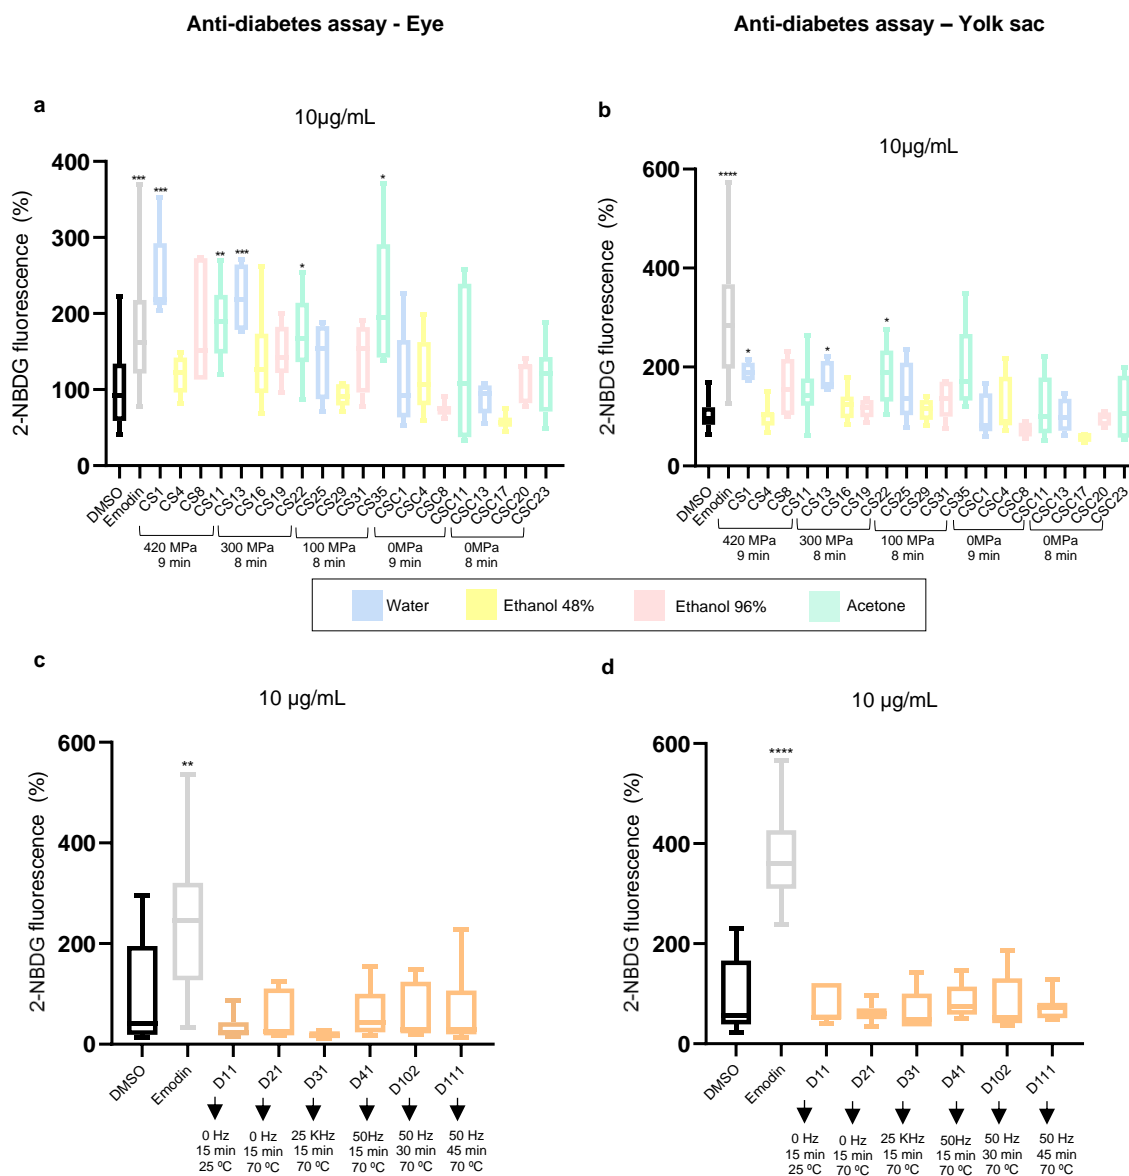 Anti-diabetes assay - Eye
Anti-diabetes assay – Yolk sac
a
10µg/mL
2-NBDG fluorescence (%)
400
300
200
100
0
***
***
**
***
*
*
DMSO
Emodin
CS1
CS4
CS8
CS11
CS13
CS16
CS19
CS22
CS25
CS29
CS31
CS35
CSC1
CSC4
CSC8
CSC11
CSC13
CSC17
CSC20
CSC23
420 MPa
9 min
300 MPa
8 min
100 MPa
8 min
0MPa
9 min
0MPa
8 min
b
10µg/mL
2-NBDG fluorescence (%)
600
400
200
0
****
*
*
*
DMSO
Emodin
CS1
CS4
CS8
CS11
CS13
CS16
CS19
CS22
CS25
CS29
CS31
CS35
CSC1
CSC4
CSC8
CSC11
CSC13
CSC17
CSC20
CSC23
420 MPa
9 min
300 MPa
8 min
100 MPa
8 min
0MPa
9 min
0MPa
8 min
Water
Ethanol 48%
Ethanol 96%
Acetone
c
10 µg/mL
2-NBDG fluorescence (%)
600
400
200
0
**
DMSO
Emodin
D11
D21
D31
D41
D102
D111
0 Hz
15 min
25 ºC
0 Hz
15 min
70 ºC
25 KHz
15 min
70 ºC
50Hz
15 min
70 ºC
50 Hz
30 min
70 ºC
50 Hz
45 min
70 ºC
d
10 µg/mL
2-NBDG fluorescence (%)
600
400
200
0
****
DMSO
Emodin
D11
D21
D31
D41
D102
D111
0 Hz
15 min
25 ºC
0 Hz
15 min
70 ºC
25 KHz
15 min
70 ºC
50Hz
15 min
70 ºC
50 Hz
30 min
70 ºC
50 Hz
45 min
70 ºC